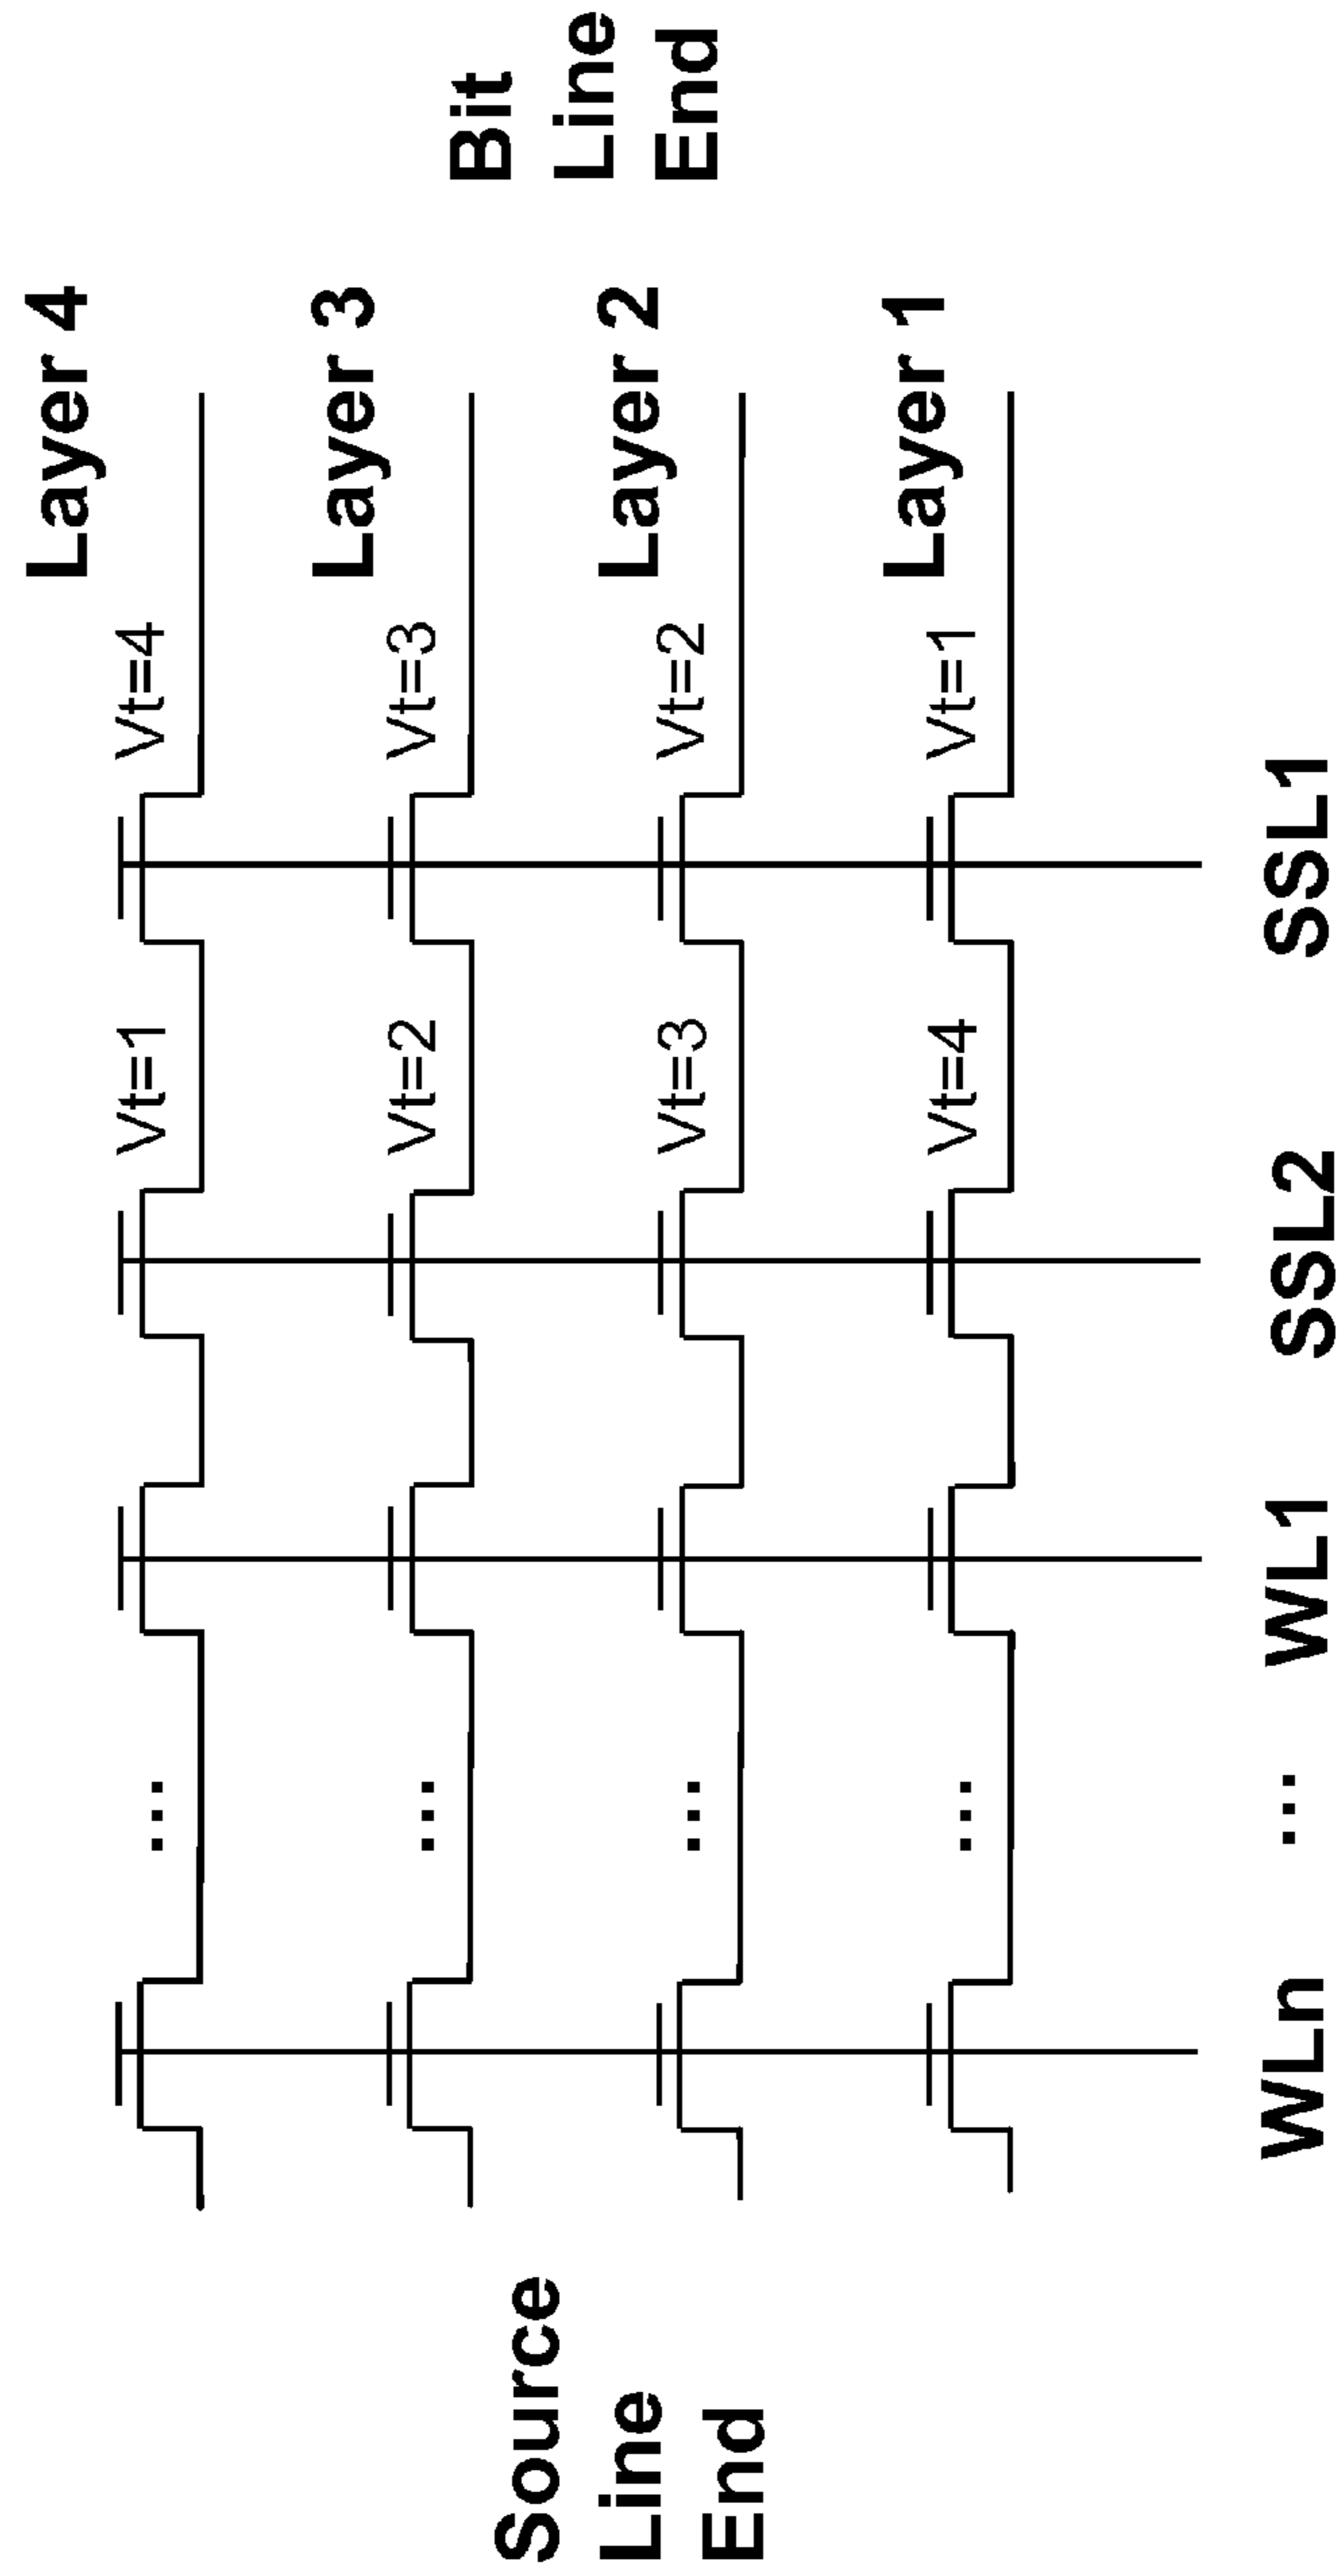 Layer 4
Vt=1
Vt=4
Layer 3
Vt=2
Vt=3
Layer 2
Vt=3
Vt=2
Layer 1
Vt=4
Vt=1
...
...
...
...
Source
Line
End
Bit
Line
End
WLn ... WL1 SSL2 SSL1